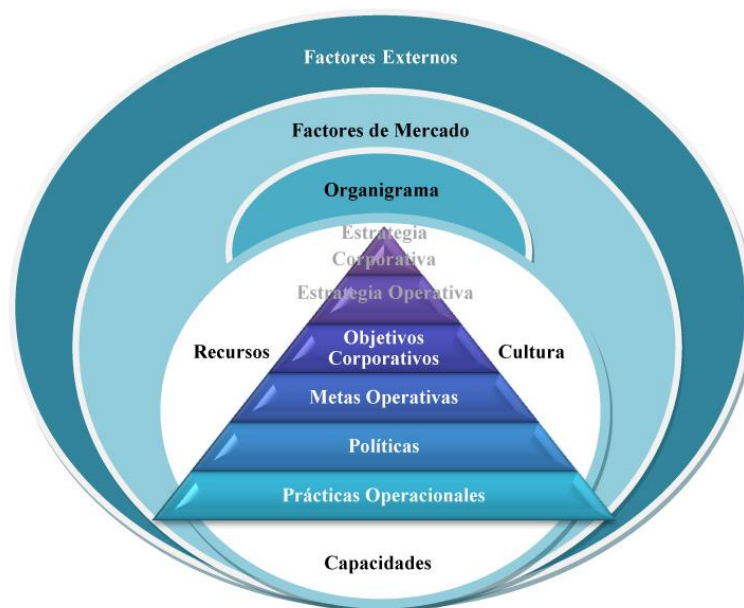 Factores Externos
Factores de Mercado
Organigrama
Estrategia
Corporativa
Estrategia Operativa
Objetivos
Corporativos
Recursos
Cultura
Metas Operativas
Políticas
Prácticas Operacionales
Capacidades